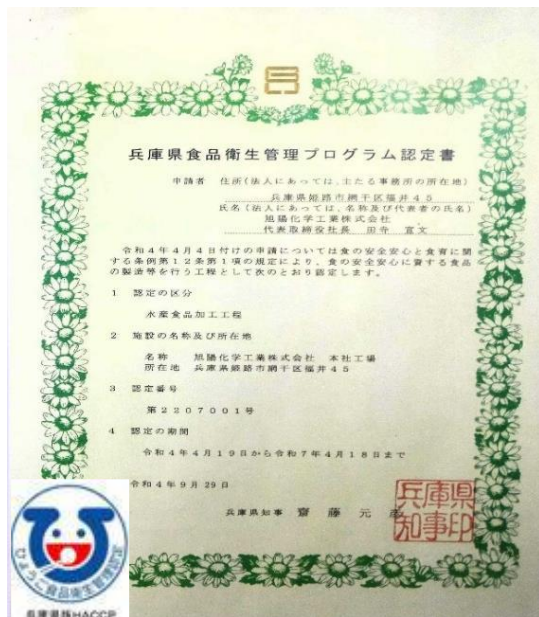 兵庫県食品衛生管理プログラム認定書
申請者 住所(法人にあっては,主たる事務所の所在地)
兵庫県姫路市網干区福井45
氏名(法人にあっては,名称及び代表者の氏名)
旭陽化学工業株式会社
代表取締役社長 田寺 宣文
令和4年4月4日付けの申請については食の安全安心と食育に関
する条例第12条第1項の規定により、食の安全安心に資する食品
の製造等を行う工程として次のとおり認定します。
1 認定の区分
水産食品加工工程
2 施設の名称及び所在地
名称 旭陽化学工業株式会社 本社工場
所在地 兵庫県姫路市網干区福井45
3 認定番号
第2207001号
4 認定の期間
令和4年4月19日から令和7年4月18日まで
令和4年9月29日
兵庫県知事 齋藤元彦
兵庫県
知事印
ひょうご食品衛生管理認定
兵庫県版HACCP